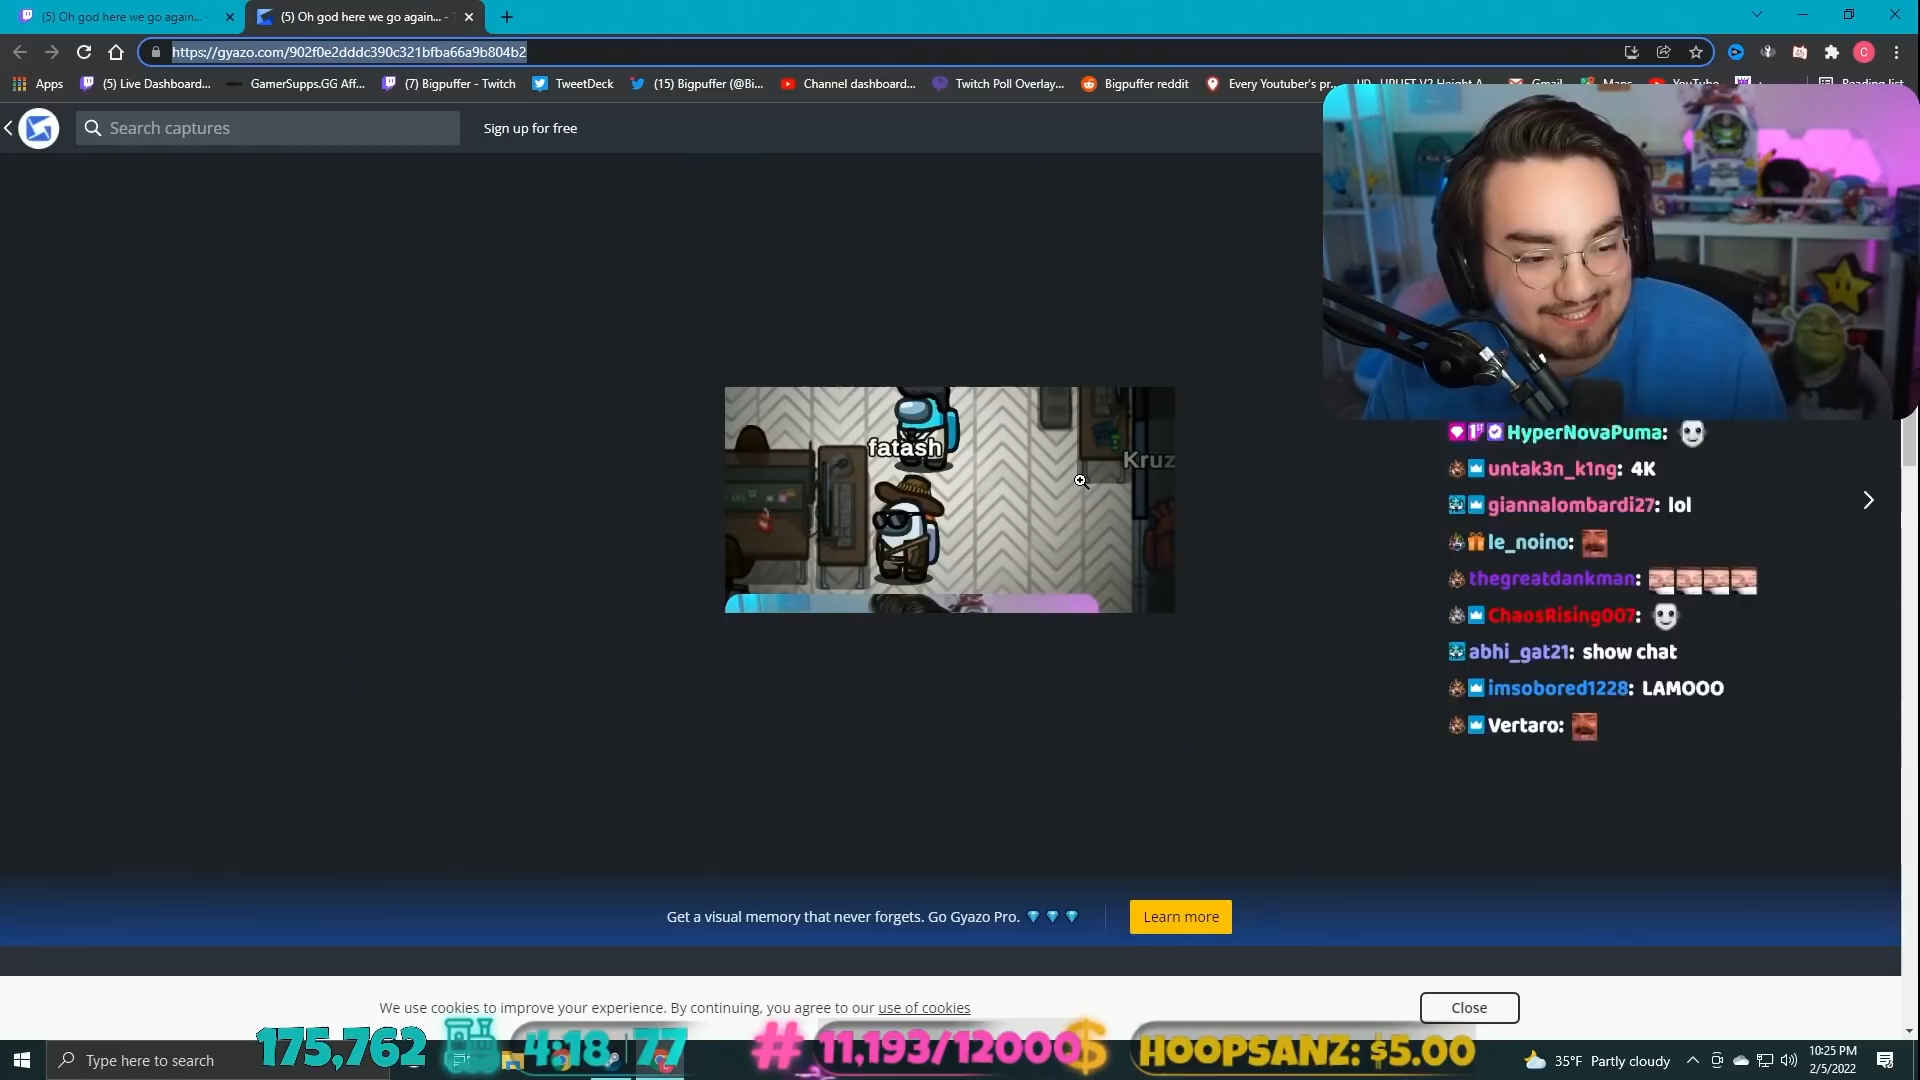 (5) Oh god here we go again... - T
(5) Oh god here we go again... - T
https://gyazo.com/902f0e2dddc390c321bfba66a9b804b2
Apps
(5) Live Dashboard...
GamerSupps.GG Aff...
(7) Bigpuffer - Twitch
TweetDeck
(15) Bigpuffer (@Bi...
Channel dashboard...
Twitch Poll Overlay...
Bigpuffer reddit
Every Youtuber's pr...
Gmail
Maps
YouTube
Reading list
Search captures
Sign up for free
fatash
Kruz
HyperNovaPuma:
untak3n_k1ng: 4K
giannalombardi27: lol
le_noino:
thegreatdankman:
ChaosRising007:
abhi_gat21: show chat
imsobored1228: LAMOOO
Vertaro:
Get a visual memory that never forgets. Go Gyazo Pro.
Learn more
We use cookies to improve your experience. By continuing, you agree to our use of cookies
Close
Type here to search
175,762
4:18
77
# 11,193/12000
$ HOOPSANZ: $5.00
35°F Partly cloudy
10:25 PM
2/5/2022